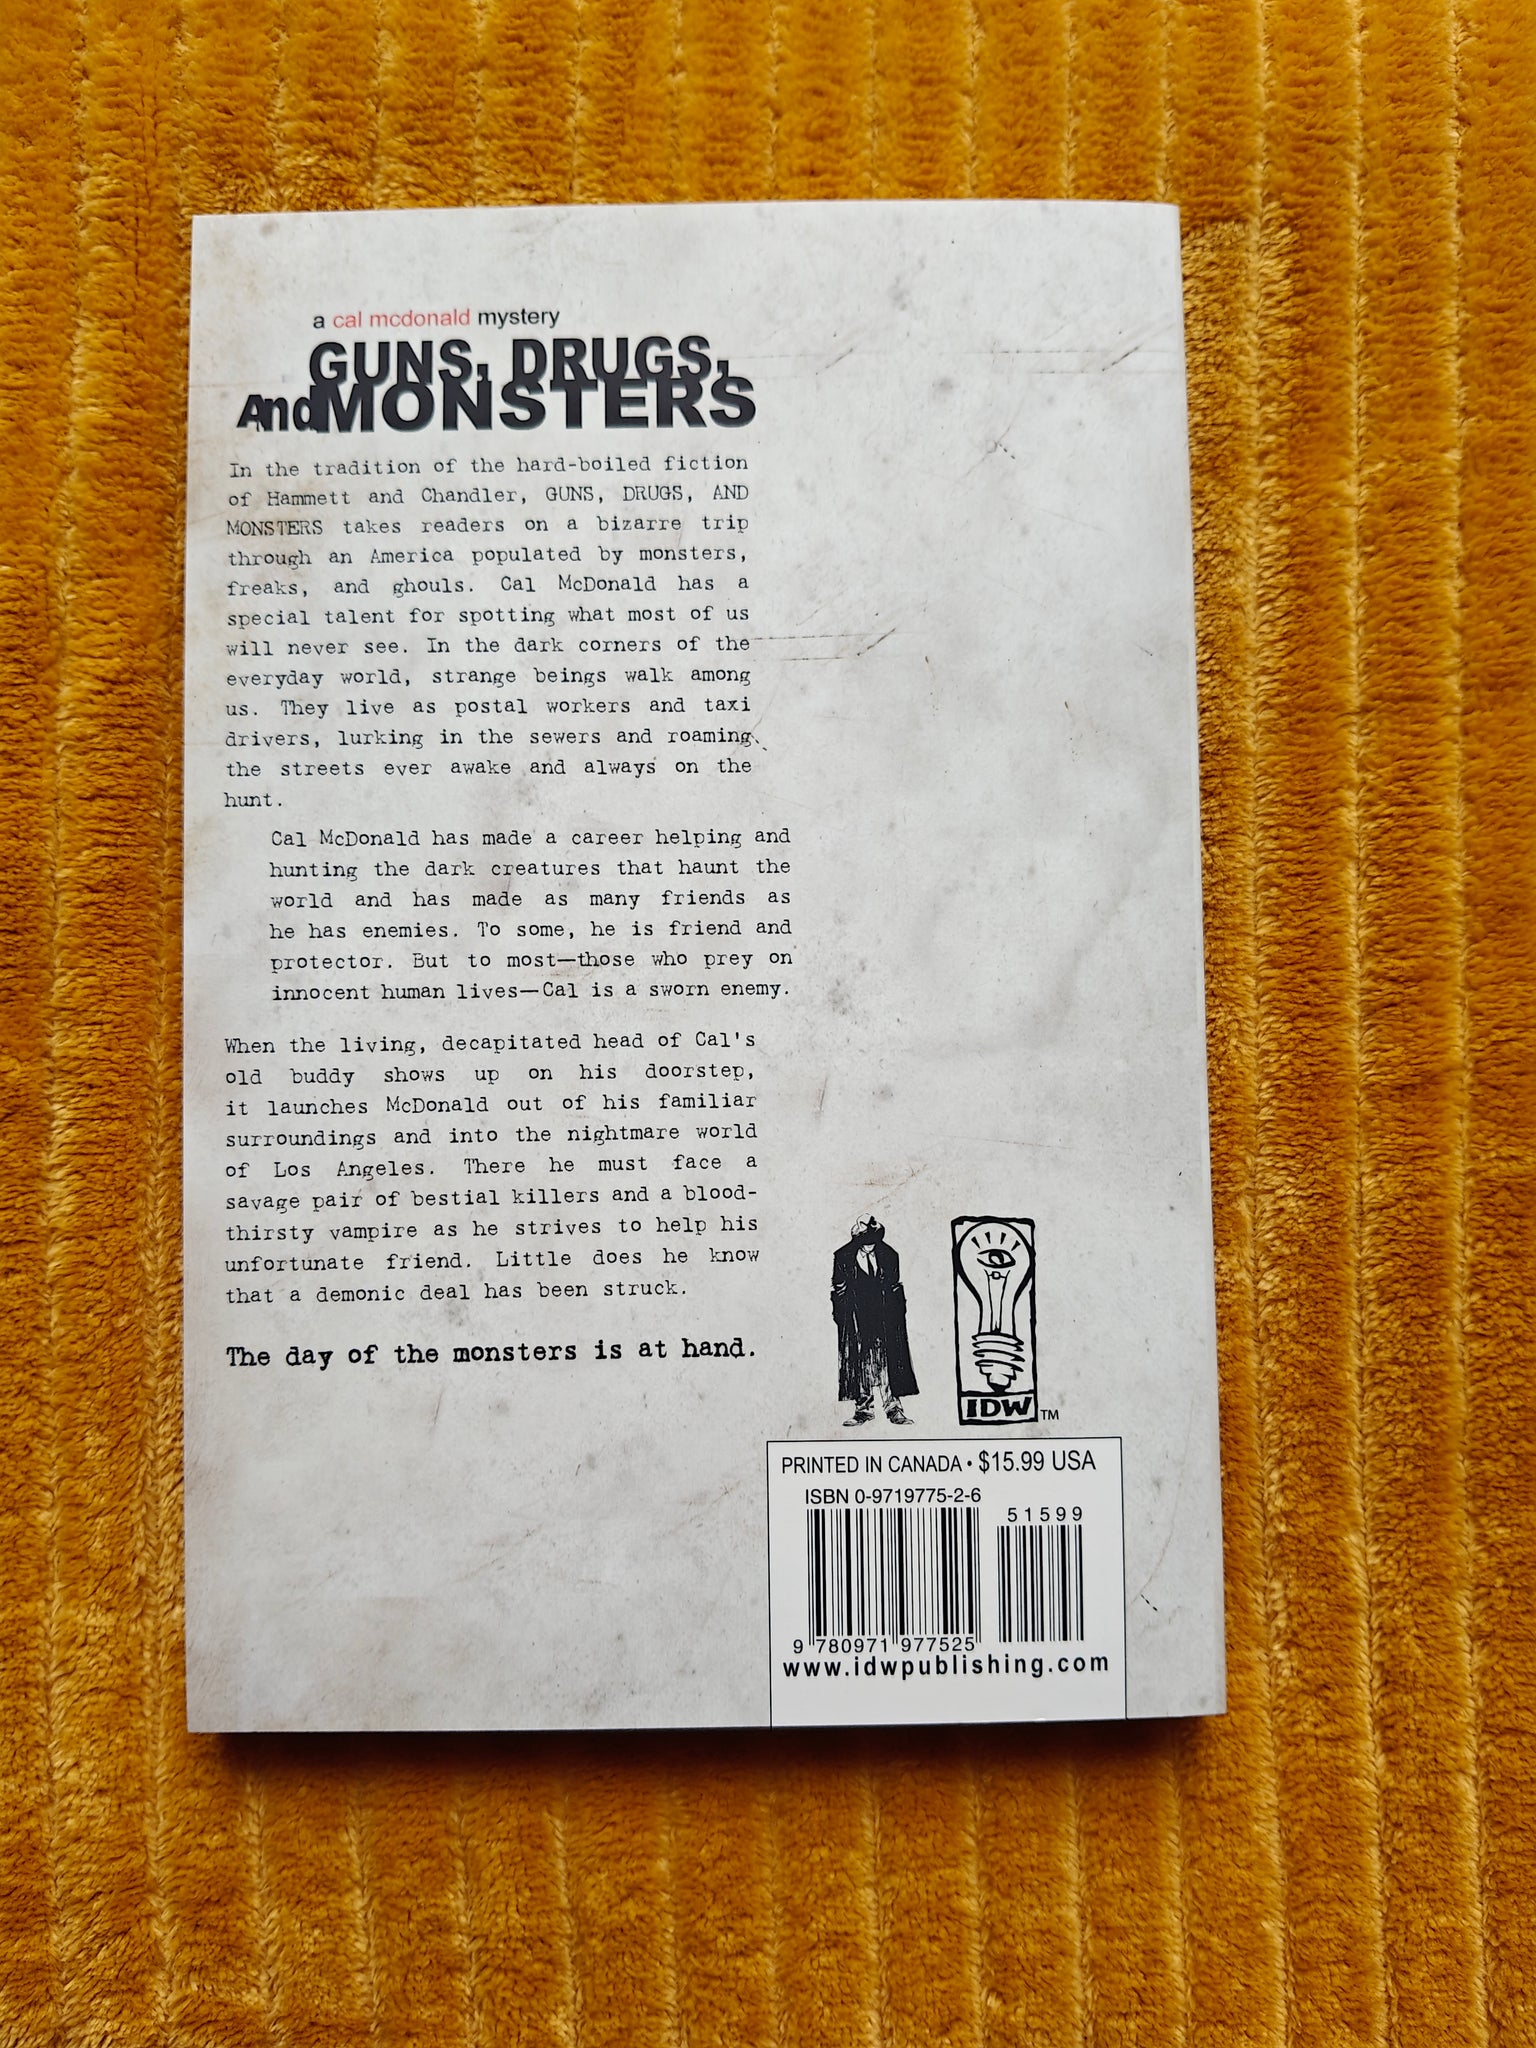 a cal mcdonald mystery
GUNS, DRUGS,
AndMONSTERS
In the tradition of the hard-boiled fiction
of Hammett and Chandler, GUNS, DRUGS, AND
MONSTERS takes readers on a bizarre trip
through an America populated by monsters,
freaks, and ghouls. Cal McDonald has a
special talent for spotting what most of us
will never see. In the dark corners of the
everyday world, strange beings walk among
us. They live as postal workers and taxi
drivers, lurking in the sewers and roaming
the streets ever awake and always on the
hunt.
Cal McDonald has made a career helping and
hunting the dark creatures that haunt the
world and has made as many friends as
he has enemies. To some, he is friend and
protector. But to most—those who prey on
innocent human lives—Cal is a sworn enemy.
When the living, decapitated head of Cal's
old buddy shows up on his doorstep,
it launches McDonald out of his familiar
surroundings and into the nightmare world
of Los Angeles. There he must face a
savage pair of bestial killers and a blood-
thirsty vampire as he strives to help his
unfortunate friend. Little does he know
that a demonic deal has been struck.
The day of the monsters is at hand.
IDW TM
PRINTED IN CANADA • $15.99 USA
ISBN 0-9719775-2-6
51599
9 780971 977525
www.idwpublishing.com